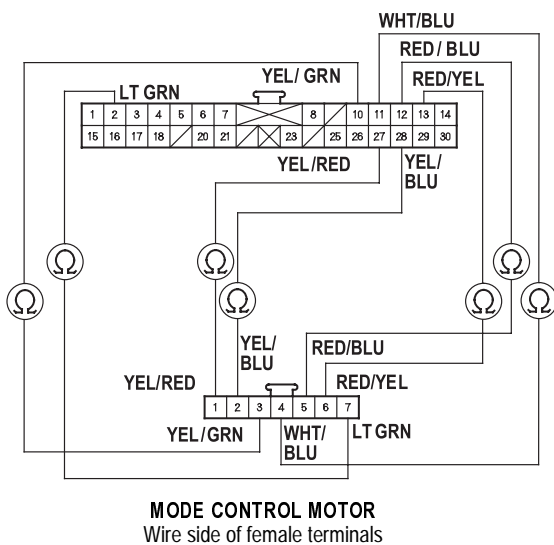 WHT/BLU
RED/ BLU
YEL/ GRN
RED/YEL
LT GRN
1 2 3 4 5 6 7 8 10 11 12 13 14
15 16 17 18 20 21 23 25 26 27 28 29 30
YEL/RED
YEL/
BLU
Ω Ω Ω Ω
Ω Ω Ω Ω
YEL/
BLU
RED/BLU
YEL/RED
RED/YEL
1 2 3 4 5 6 7
YEL/GRN
WHT/
BLU
LT GRN
MODE CONTROL MOTOR
Wire side of female terminals